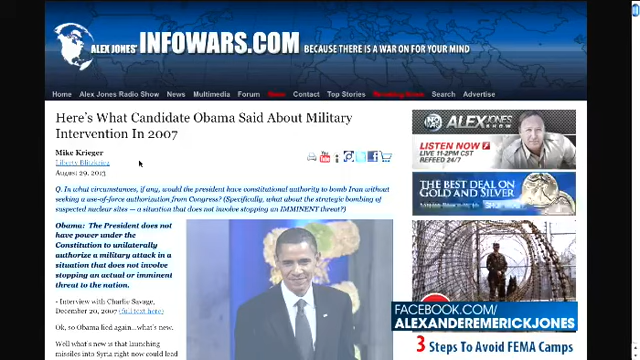 ALEX JONES' INFOWARS.COM BECAUSE THERE IS A WAR ON FOR YOUR MIND
Home Alex Jones Radio Show News Multimedia Forum Contact Top Stories Search Advertise
Here's What Candidate Obama Said About Military
Intervention In 2007
Mike Krieger
Liberty Blitzkrieg
August 29, 2013
Q. In what circumstances, if any, would the president have constitutional authority to bomb Iran without
seeking a use-of-force authorization from Congress? (Specifically, what about the strategic bombing of
suspected nuclear sites — a situation that does not involve stopping an IMMINENT threat?)
Obama: The President does not
have power under the
Constitution to unilaterally
authorize a military attack in a
situation that does not involve
stopping an actual or imminent
threat to the nation.
- Interview with Charlie Savage,
December 20, 2007 (full text here)
Ok, so Obama lied again...what's new.
Well what's new is that launching
missiles into Syria right now could lead
ALEX JONES
SHOW
LISTEN NOW
LIVE 11-2PM CST
REFEED 24/7
THE BEST DEAL ON
GOLD AND SILVER
FACEBOOK.COM/
ALEXANDEREMERICKJONES
3 Steps To Avoid FEMA Camps